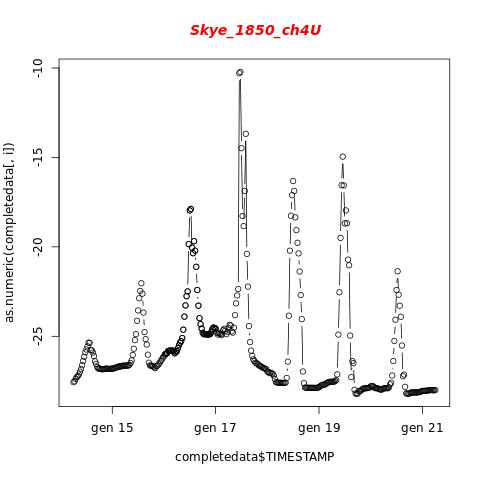 Skye_1850_ch4U
-10
-15
-20
-25
as.numeric(completedata[, i])
gen 15 gen 17 gen 19 gen 21
completedata$TIMESTAMP